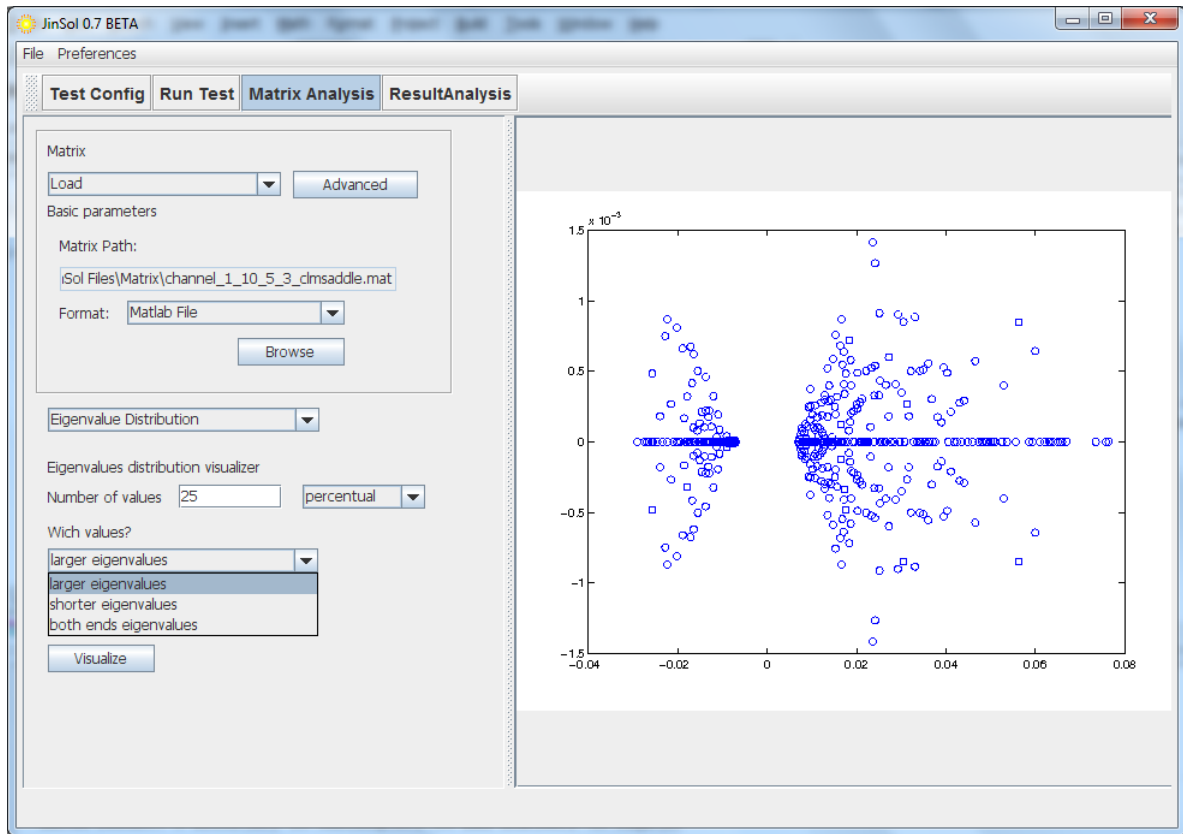 JinSol 0.7 BETA
File Preferences
Test Config Run Test Matrix Analysis ResultAnalysis
Matrix
Load Advanced
Basic parameters
Matrix Path:
Sol Files\Matrix\channel_1_10_5_3_clmsaddle.mat
Format: Matlab File
Browse
Eigenvalue Distribution
Eigenvalues distribution visualizer
Number of values 25 percentual
Wich values?
larger eigenvalues
larger eigenvalues
shorter eigenvalues
both ends eigenvalues
Visualize
x 10⁻³
1.5
1
0.5
0
−0.5
−1
−1.5
−0.04 −0.02 0 0.02 0.04 0.06 0.08